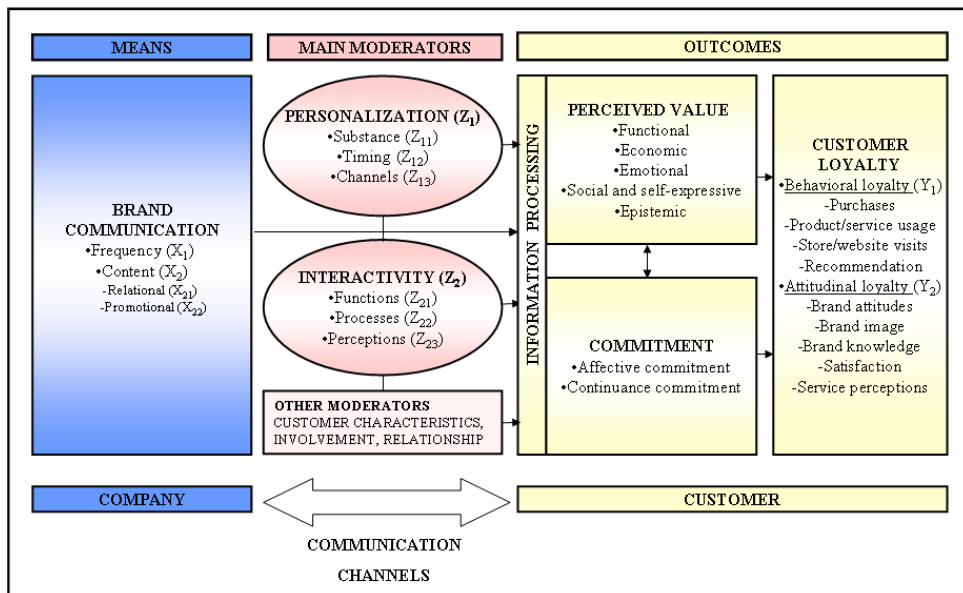 MEANS
MAIN MODERATORS
OUTCOMES
BRAND
COMMUNICATION
•Frequency (X1)
•Content (X2)
-Relational (X21)
-Promotional (X22)
PERSONALIZATION (Z1)
•Substance (Z11)
•Timing (Z12)
•Channels (Z13)
INTERACTIVITY (Z2)
•Functions (Z21)
•Processes (Z22)
•Perceptions (Z23)
OTHER MODERATORS
CUSTOMER CHARACTERISTICS,
INVOLVEMENT, RELATIONSHIP
INFORMATION PROCESSING
PERCEIVED VALUE
•Functional
•Economic
•Emotional
•Social and self-expressive
•Epistemic
COMMITMENT
•Affective commitment
•Continuance commitment
CUSTOMER
LOYALTY
•Behavioral loyalty (Y1)
-Purchases
-Product/service usage
-Store/website visits
-Recommendation
•Attitudinal loyalty (Y2)
-Brand attitudes
-Brand image
-Brand knowledge
-Satisfaction
-Service perceptions
COMPANY
COMMUNICATION
CHANNELS
CUSTOMER